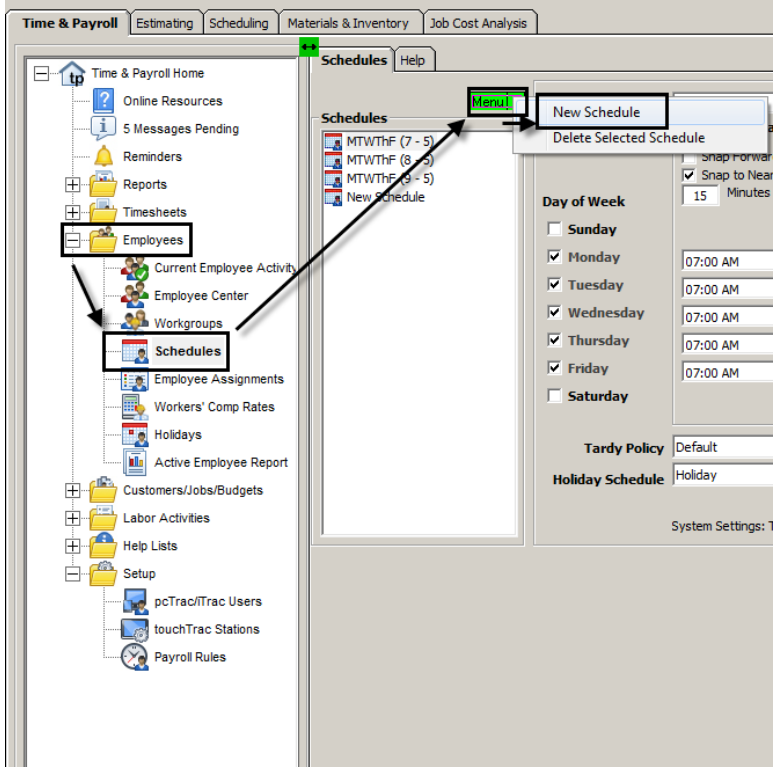 Time & Payroll Estimating Scheduling Materials & Inventory Job Cost Analysis
Time & Payroll Home
tp
Online Resources
5 Messages Pending
Reminders
Reports
Timesheets
Employees
Current Employee Activity
Employee Center
Workgroups
Schedules
Employee Assignments
Workers' Comp Rates
Holidays
Active Employee Report
Customers/Jobs/Budgets
Labor Activities
Help Lists
Setup
pcTrac/iTrac Users
touchTrac Stations
Payroll Rules
Schedules Help
Menu
Schedules
MTWThF (7 - 5)
MTWThF (8 - 5)
MTWThF (9 - 5)
New Schedule
New Schedule
Delete Selected Schedule
Snap Forwar
Snap to Near
15 Minutes
Day of Week
Sunday
Monday 07:00 AM
Tuesday 07:00 AM
Wednesday 07:00 AM
Thursday 07:00 AM
Friday 07:00 AM
Saturday
Tardy Policy Default
Holiday Schedule Holiday
System Settings: T